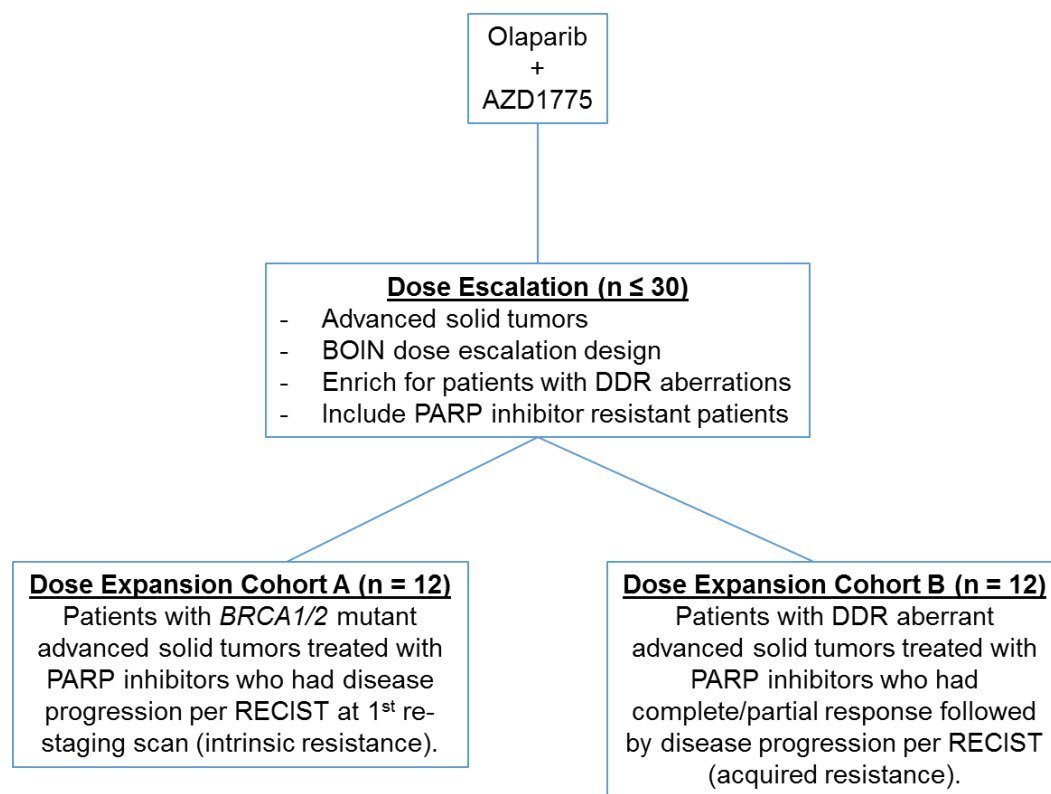 Olaparib
+
AZD1775
Dose Escalation (n ≤ 30)
- Advanced solid tumors
- BOIN dose escalation design
- Enrich for patients with DDR aberrations
- Include PARP inhibitor resistant patients
Dose Expansion Cohort A (n = 12)
Patients with BRCA1/2 mutant
advanced solid tumors treated with
PARP inhibitors who had disease
progression per RECIST at 1st re-
staging scan (intrinsic resistance).
Dose Expansion Cohort B (n = 12)
Patients with DDR aberrant
advanced solid tumors treated with
PARP inhibitors who had
complete/partial response followed
by disease progression per RECIST
(acquired resistance).